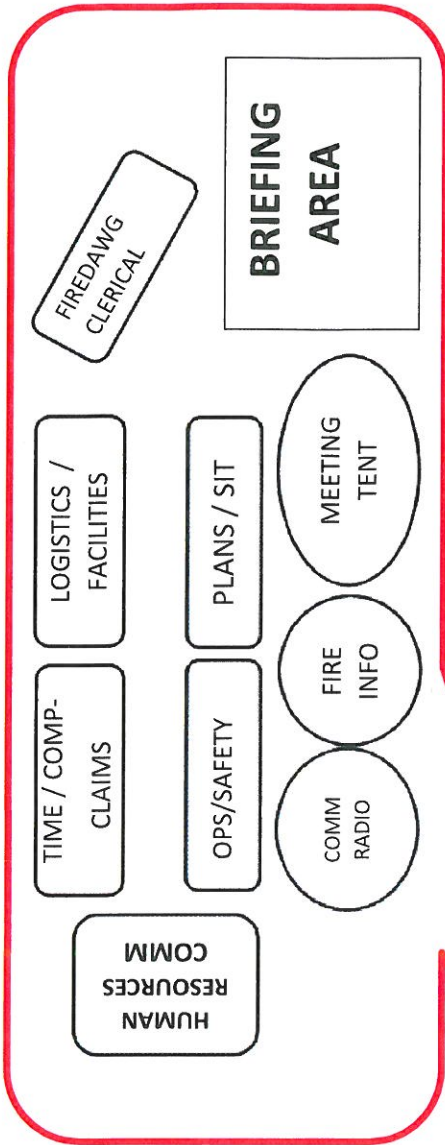 HUMAN
RESOURCES
COMM
TIME / COMP-
CLAIMS
LOGISTICS /
FACILITIES
FIREDAWG
CLERICAL
OPS/SAFETY
PLANS / SIT
BRIEFING
AREA
COMM
RADIO
FIRE
INFO
MEETING
TENT